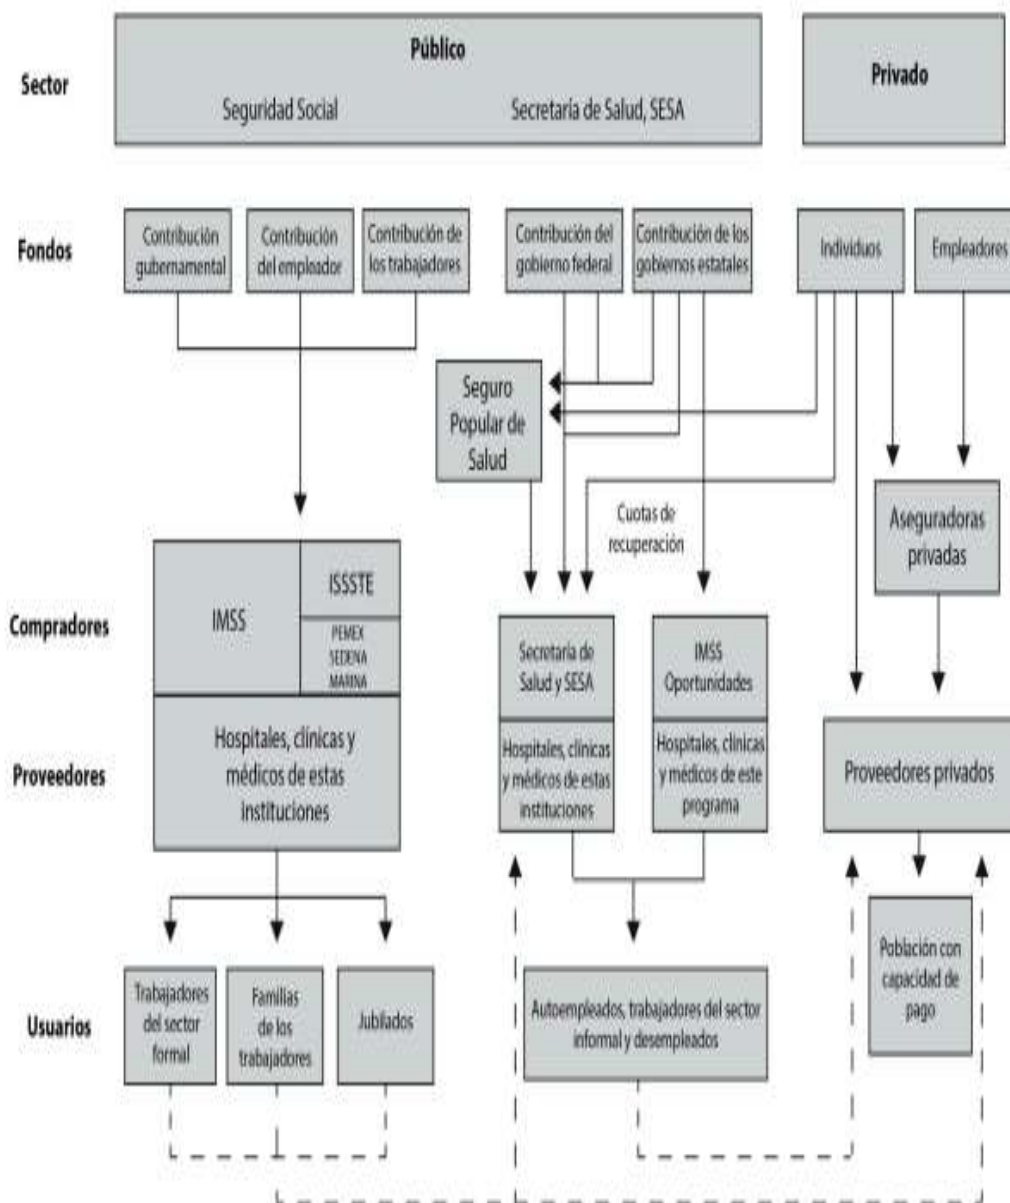 Sector
Público
Seguridad Social
Secretaría de Salud, SESA
Privado
Fondos
Contribución
gubernamental
Contribución
del empleador
Contribución de
los trabajadores
Contribución del
gobierno federal
Contribución de los
gobiernos estatales
Individuos
Empleadores
Seguro
Popular de
Salud
Cuotas de
recuperación
Aseguradoras
privadas
Compradores
IMSS
ISSSTE
PEMEX
SEDENA
MARINA
Secretaría de
Salud y SESA
IMSS
Oportunidades
Proveedores
Hospitales, clínicas y
médicos de estas
instituciones
Hospitales, clínicas
y médicos de estas
instituciones
Hospitales, clínicas
y médicos de este
programa
Proveedores privados
Usuarios
Trabajadores
del sector
formal
Familias
de los
trabajadores
Jubilados
Autoempleados, trabajadores del sector
informal y desempleados
Población con
capacidad de
pago